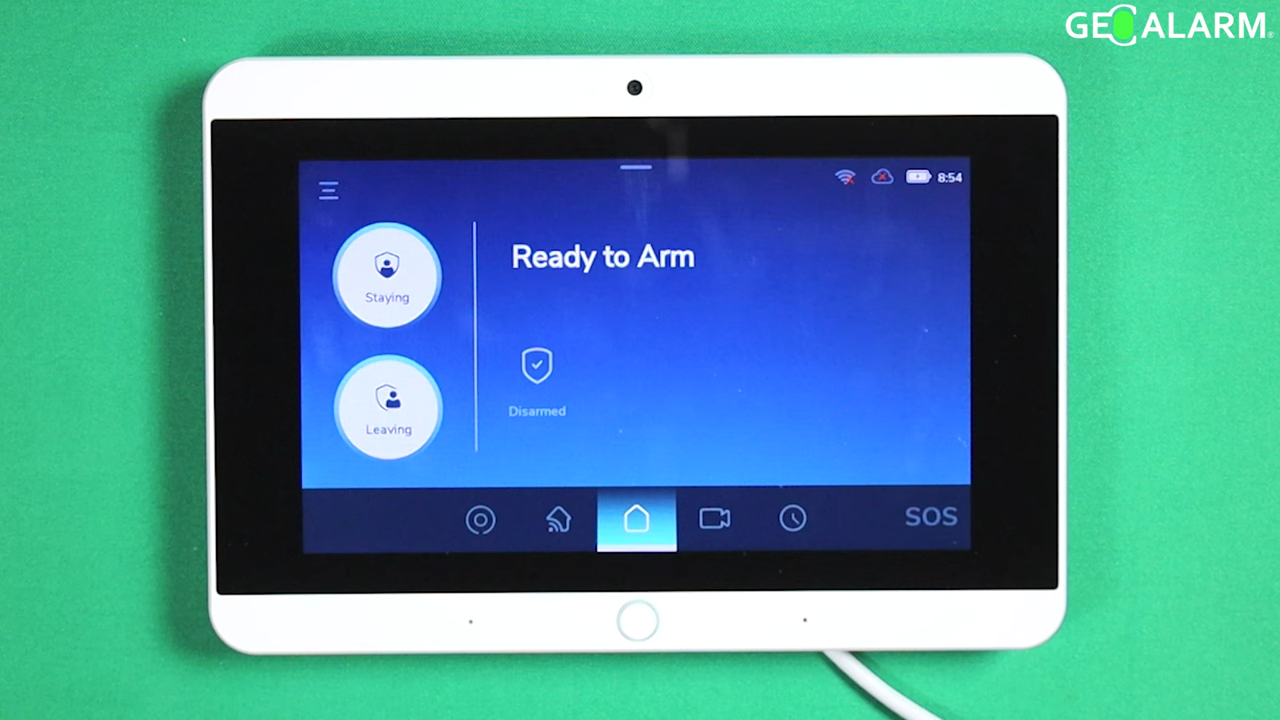 GEOALARM®
8:54
Ready to Arm
Staying
Disarmed
Leaving
SOS